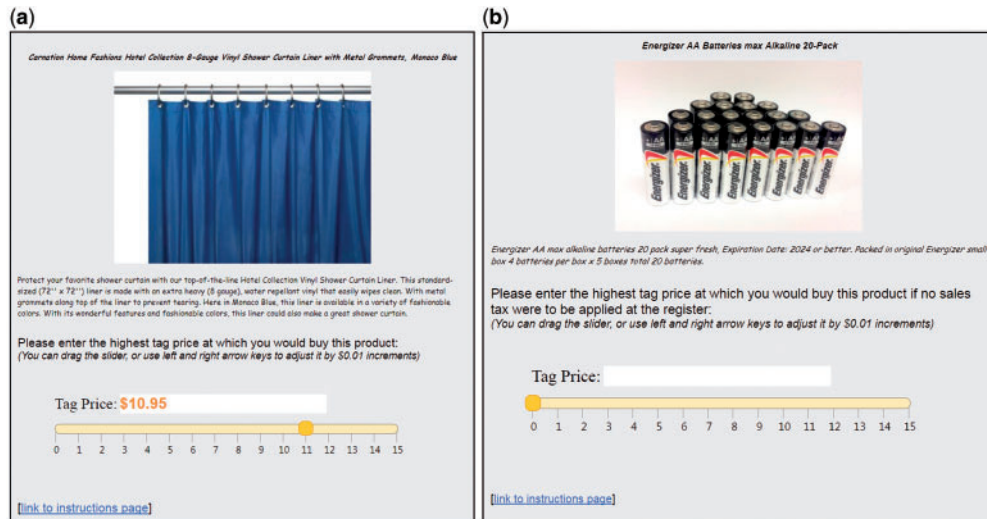 (a)
Carnation Home Fashions Hotel Collection 8-Gauge Vinyl Shower Curtain Liner with Metal Grommets, Monaco Blue
Protect your favorite shower curtain with our top-of-the-line Hotel Collection Vinyl Shower Curtain Liner. This standard-
sized (72'' x 72'') liner is made with an extra heavy (8 gauge), water repellant vinyl that easily wipes clean. With metal
grommets along top of the liner to prevent tearing. Here in Monaco Blue, this liner is available in a variety of fashionable
colors. With its wonderful features and fashionable colors, this liner could also make a great shower curtain.
Please enter the highest tag price at which you would buy this product:
(You can drag the slider, or use left and right arrow keys to adjust it by $0.01 increments)
Tag Price: $10.95
0 1 2 3 4 5 6 7 8 9 10 11 12 13 14 15
[link to instructions page]
(b)
Energizer AA Batteries max Alkaline 20-Pack
Energizer
Energizer
Energizer
Energizer
Energizer
Energizer
Energizer
Energizer
Energizer AA max alkaline batteries 20 pack super fresh, Expiration Date: 2024 or better. Packed in original Energizer small
box 4 batteries per box x 5 boxes total 20 batteries.
Please enter the highest tag price at which you would buy this product if no sales
tax were to be applied at the register:
(You can drag the slider, or use left and right arrow keys to adjust it by $0.01 increments)
Tag Price:
0 1 2 3 4 5 6 7 8 9 10 11 12 13 14 15
[link to instructions page]